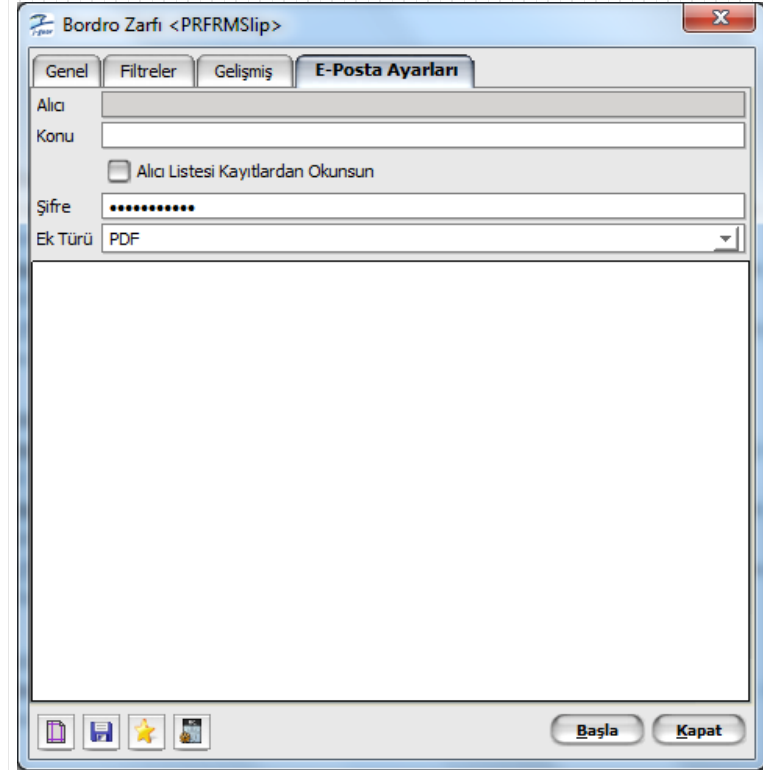 Bordro Zarfı <PRFRMSlip>
Genel Filtreler Gelişmiş E-Posta Ayarları
Alıcı
Konu
Alıcı Listesi Kayıtlardan Okunsun
Şifre •••••••••••
Ek Türü PDF
Başla Kapat